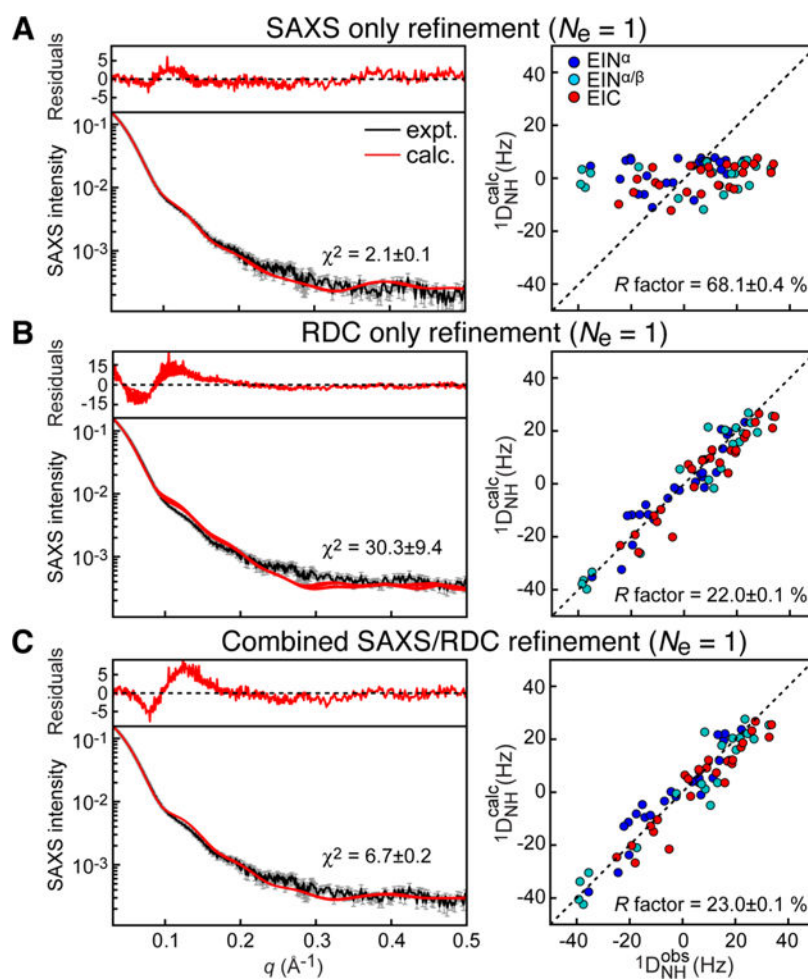 A SAXS only refinement (Nₑ = 1)
Residuals
5
0
-5
SAXS intensity
10⁻¹
10⁻²
10⁻³
expt.
calc.
χ² = 2.1±0.1
¹Dᶜᵃˡᶜ_NH (Hz)
40
20
0
-20
-40
EINᵅ
EINᵅ/ᵝ
EIC
R factor = 68.1±0.4 %
B RDC only refinement (Nₑ = 1)
Residuals
15
0
-15
SAXS intensity
10⁻¹
10⁻²
10⁻³
χ² = 30.3±9.4
¹Dᶜᵃˡᶜ_NH (Hz)
40
20
0
-20
-40
R factor = 22.0±0.1 %
C Combined SAXS/RDC refinement (Nₑ = 1)
Residuals
5
0
-5
SAXS intensity
10⁻¹
10⁻²
10⁻³
χ² = 6.7±0.2
0.1 0.2 0.3 0.4 0.5
q (Å⁻¹)
¹Dᶜᵃˡᶜ_NH (Hz)
40
20
0
-20
-40
R factor = 23.0±0.1 %
-40 -20 0 20 40
¹Dᵒᵇˢ_NH (Hz)